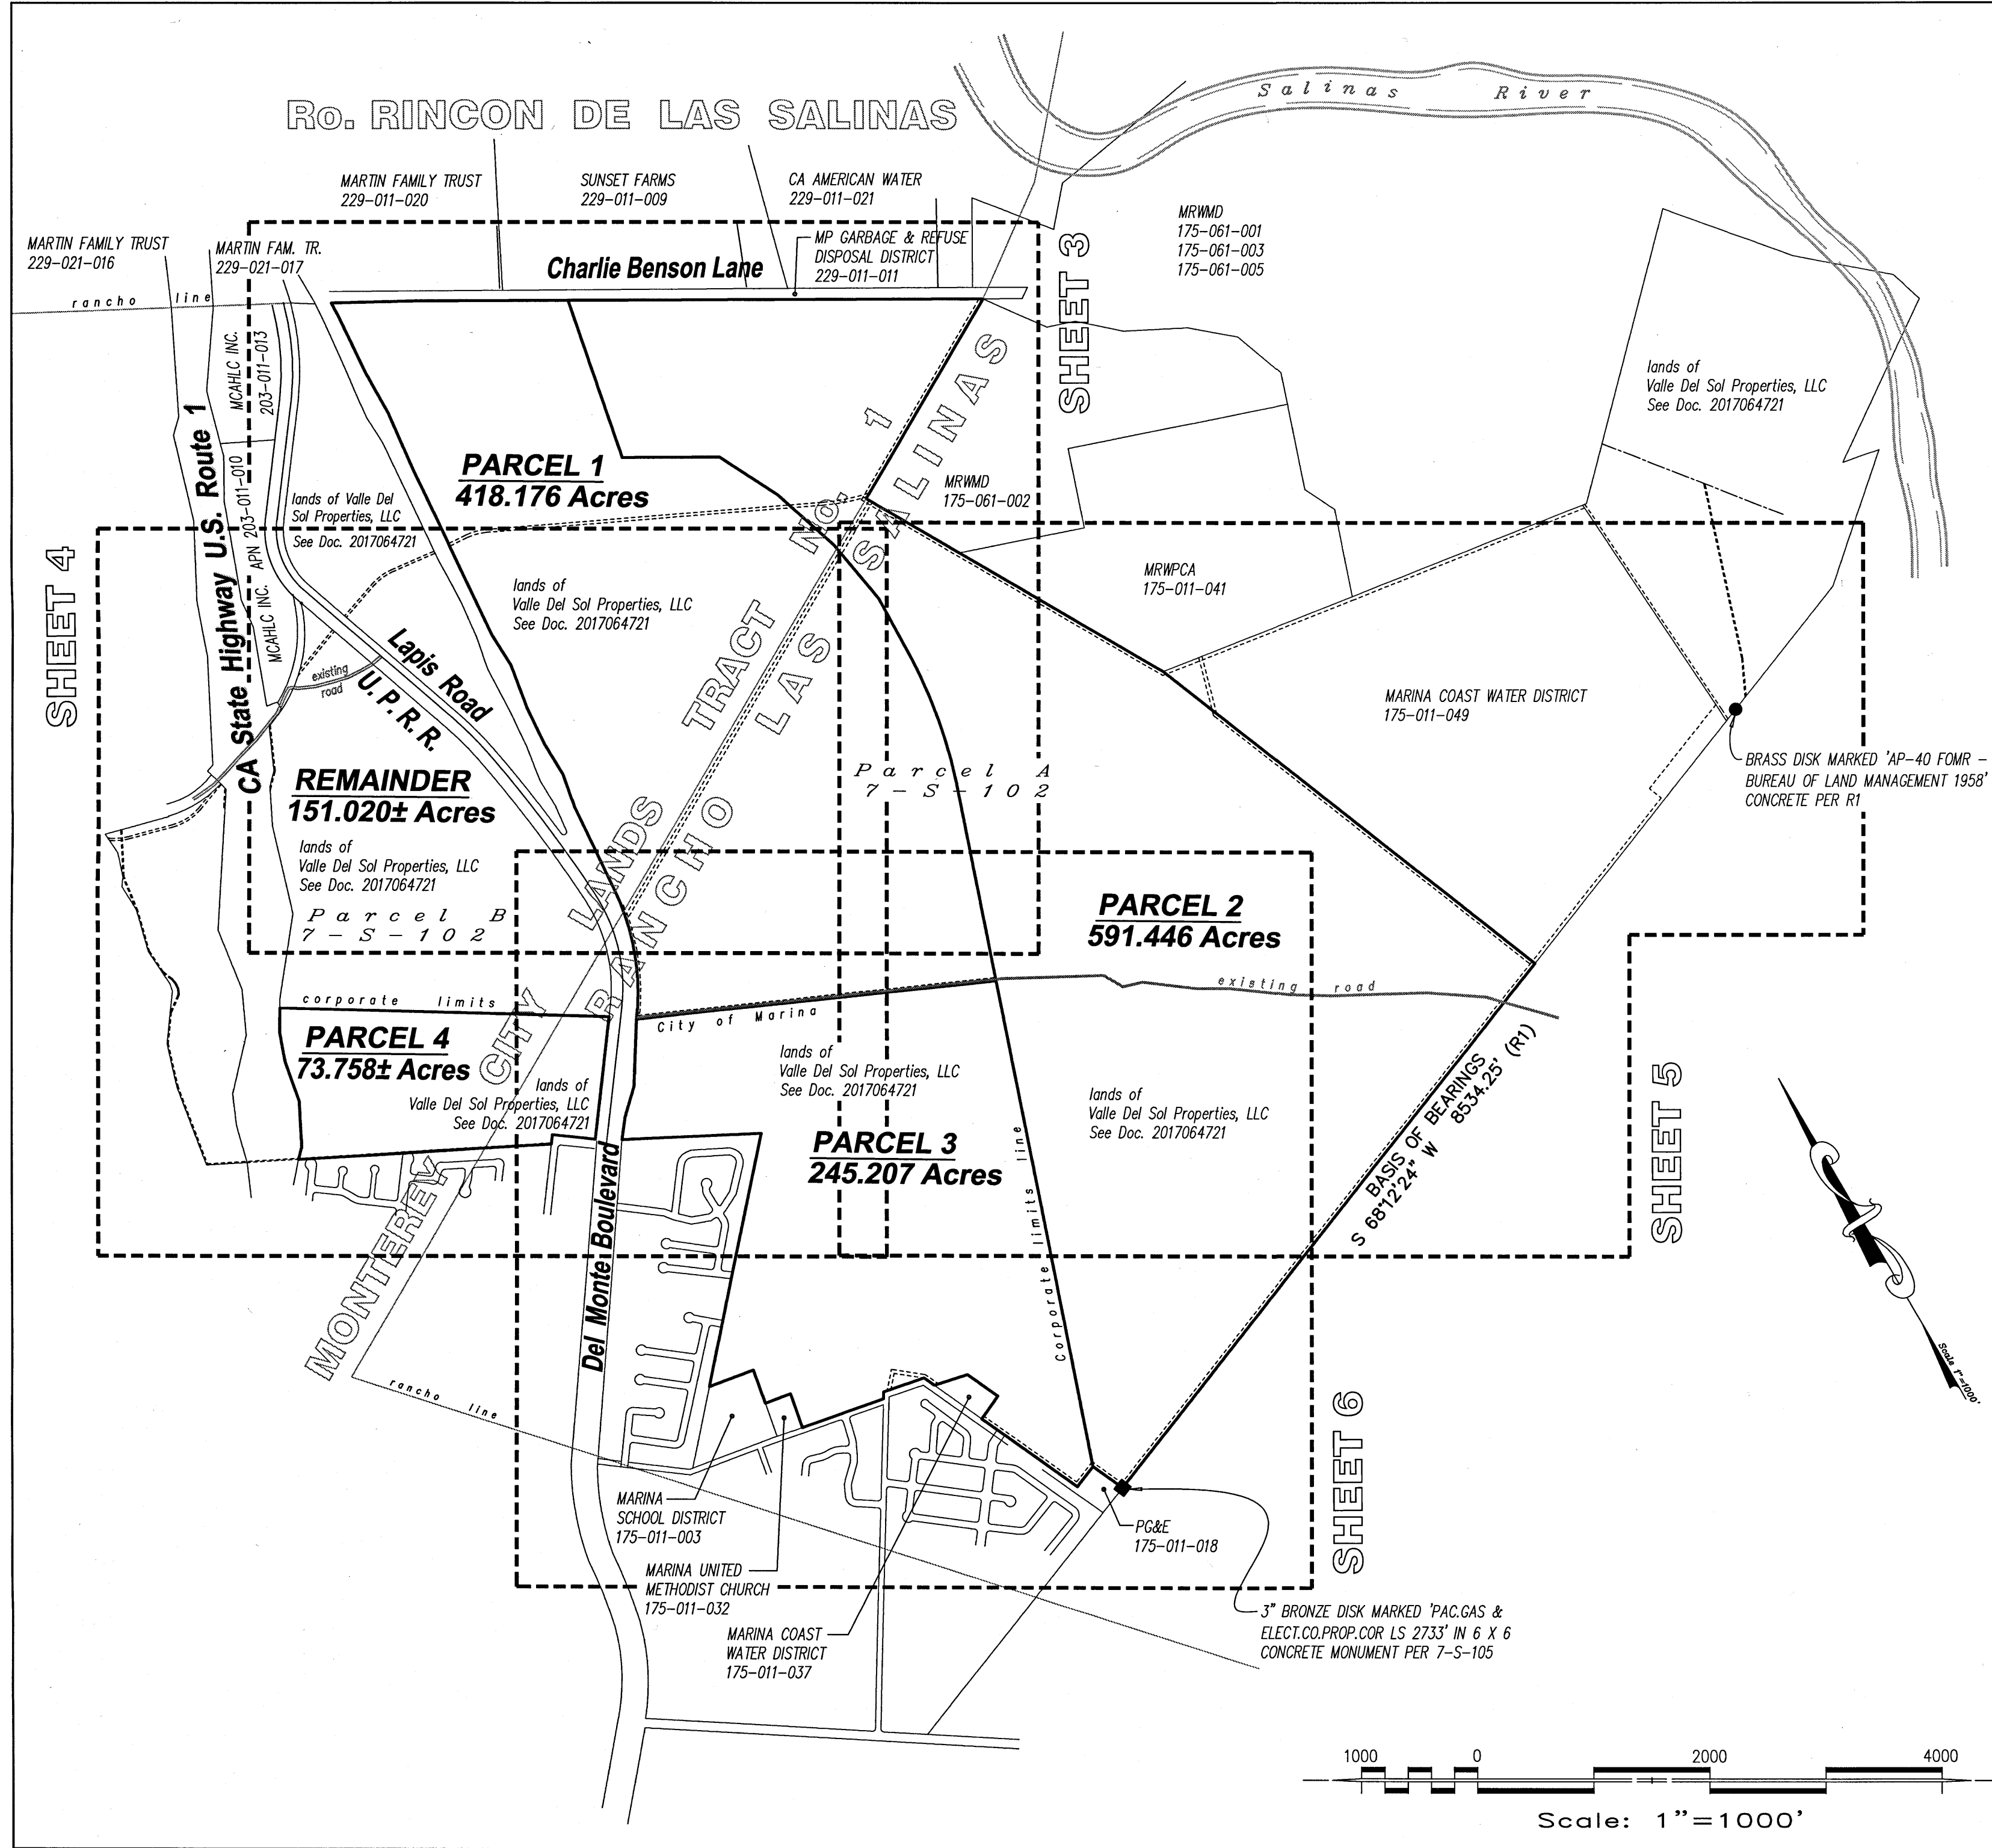 Salinas River
Ro. RINCON DE LAS SALINAS
MARTIN FAMILY TRUST
229-011-020
SUNSET FARMS
229-011-009
CA AMERICAN WATER
229-011-021
MRWMD
175-061-001
175-061-003
175-061-005
MARTIN FAMILY TRUST
229-021-016
MARTIN FAM. TR.
229-021-017
MP GARBAGE & REFUSE
DISPOSAL DISTRICT
229-011-011
Charlie Benson Lane
SHEET 3
rancho line
MCAHLC INC.
203-011-013
lands of
Valle Del Sol Properties, LLC
See Doc. 2017064721
CA State Highway U.S. Route 1
PARCEL 1
418.176 Acres
MRWMD
175-061-002
lands of Valle Del
Sol Properties, LLC
See Doc. 2017064721
MCAHLC INC. APN 203-011-010
SHEET 4
lands of
Valle Del Sol Properties, LLC
See Doc. 2017064721
MRWPCA
175-011-041
MONTEREY CITY LANDS TRACT No. 1
RANCHO LAS SALINAS
Lapis Road
U. P. R. R.
existing
road
MARINA COAST WATER DISTRICT
175-011-049
BRASS DISK MARKED 'AP-40 FOMR -
BUREAU OF LAND MANAGEMENT 1958'
CONCRETE PER R1
REMAINDER
151.020± Acres
Parcel A
7-S-102
lands of
Valle Del Sol Properties, LLC
See Doc. 2017064721
Parcel B
7-S-102
PARCEL 2
591.446 Acres
corporate limits
existing road
City of Marina
PARCEL 4
73.758± Acres
lands of
Valle Del Sol Properties, LLC
See Doc. 2017064721
lands of
Valle Del Sol Properties, LLC
See Doc. 2017064721
lands of
Valle Del Sol Properties, LLC
See Doc. 2017064721
BASIS OF BEARINGS
S 68°12'24" W 8534.25' (R1)
SHEET 5
PARCEL 3
245.207 Acres
Corporate limits line
Del Monte Boulevard
Scale 1"=1000'
rancho line
SHEET 6
MARINA
SCHOOL DISTRICT
175-011-003
PG&E
175-011-018
MARINA UNITED
METHODIST CHURCH
175-011-032
MARINA COAST
WATER DISTRICT
175-011-037
3" BRONZE DISK MARKED 'PAC.GAS &
ELECT.CO.PROP.COR LS 2733' IN 6 X 6
CONCRETE MONUMENT PER 7-S-105
1000 0 2000 4000
Scale: 1"=1000'